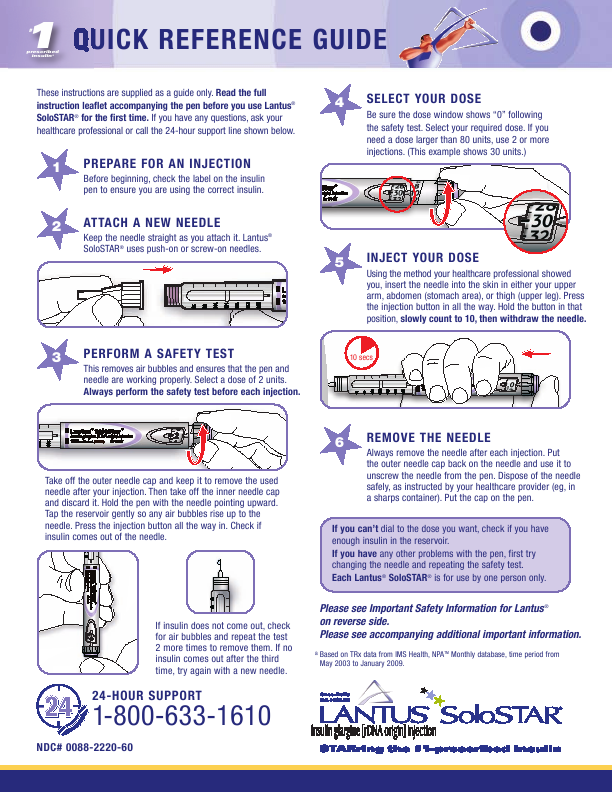 #1
prescribed
insulin a
QUICK REFERENCE GUIDE
These instructions are supplied as a guide only. Read the full
instruction leaflet accompanying the pen before you use Lantus®
SoloSTAR® for the first time. If you have any questions, ask your
healthcare professional or call the 24-hour support line shown below.
1
PREPARE FOR AN INJECTION
Before beginning, check the label on the insulin
pen to ensure you are using the correct insulin.
2
ATTACH A NEW NEEDLE
Keep the needle straight as you attach it. Lantus®
SoloSTAR® uses push-on or screw-on needles.
3
PERFORM A SAFETY TEST
This removes air bubbles and ensures that the pen and
needle are working properly. Select a dose of 2 units.
Always perform the safety test before each injection.
Take off the outer needle cap and keep it to remove the used
needle after your injection. Then take off the inner needle cap
and discard it. Hold the pen with the needle pointing upward.
Tap the reservoir gently so any air bubbles rise up to the
needle. Press the injection button all the way in. Check if
insulin comes out of the needle.
If insulin does not come out, check
for air bubbles and repeat the test
2 more times to remove them. If no
insulin comes out after the third
time, try again with a new needle.
24
24-HOUR SUPPORT
1-800-633-1610
NDC# 0088-2220-60
4
SELECT YOUR DOSE
Be sure the dose window shows “0” following
the safety test. Select your required dose. If you
need a dose larger than 80 units, use 2 or more
injections. (This example shows 30 units.)
28
30
32
5
INJECT YOUR DOSE
Using the method your healthcare professional showed
you, insert the needle into the skin in either your upper
arm, abdomen (stomach area), or thigh (upper leg). Press
the injection button in all the way. Hold the button in that
position, slowly count to 10, then withdraw the needle.
10 secs
6
REMOVE THE NEEDLE
Always remove the needle after each injection. Put
the outer needle cap back on the needle and use it to
unscrew the needle from the pen. Dispose of the needle
safely, as instructed by your healthcare provider (eg, in
a sharps container). Put the cap on the pen.
If you can’t dial to the dose you want, check if you have
enough insulin in the reservoir.
If you have any other problems with the pen, first try
changing the needle and repeating the safety test.
Each Lantus® SoloSTAR® is for use by one person only.
Please see Important Safety Information for Lantus®
on reverse side.
Please see accompanying additional important information.
a Based on TRx data from IMS Health, NPA™ Monthly database, time period from
May 2003 to January 2009.
LANTUS® SoloSTAR®
insulin glargine [rDNA origin] injection
STARring the #1-prescribed insulin